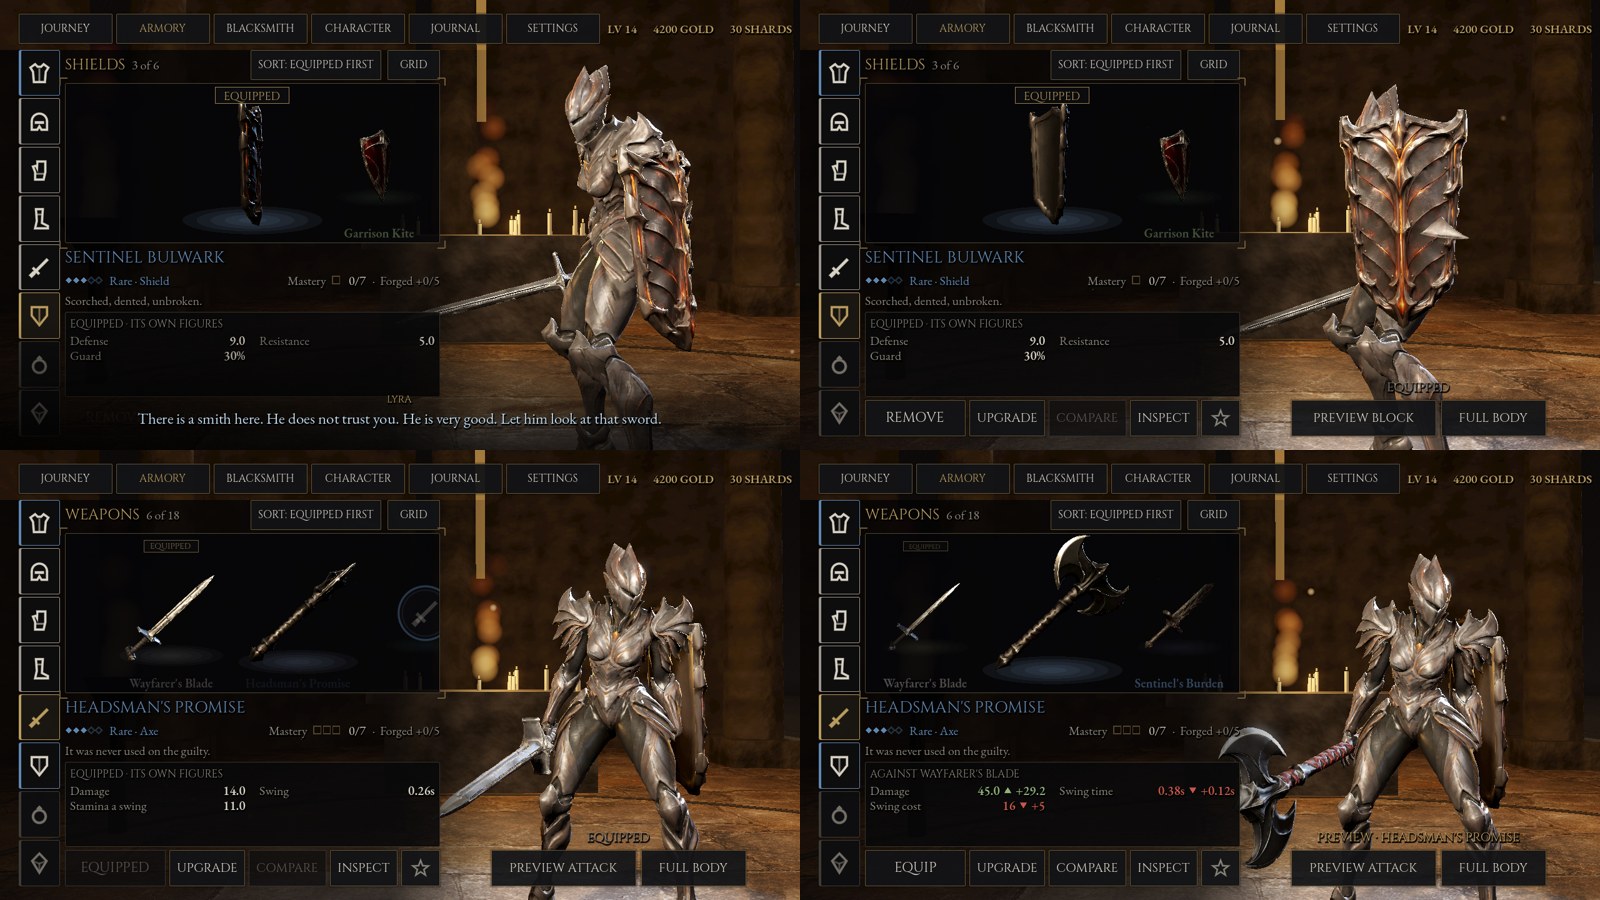 JOURNEY ARMORY BLACKSMITH CHARACTER JOURNAL SETTINGS LV 14 4200 GOLD 30 SHARDS
SHIELDS 3 of 6 SORT: EQUIPPED FIRST GRID
EQUIPPED
Garrison Kite
SENTINEL BULWARK
Rare · Shield Mastery 0/7 · Forged +0/5
Scorched, dented, unbroken.
EQUIPPED · ITS OWN FIGURES
Defense 9.0 Resistance 5.0
Guard 30%
LYRA
There is a smith here. He does not trust you. He is very good. Let him look at that sword.
JOURNEY ARMORY BLACKSMITH CHARACTER JOURNAL SETTINGS LV 14 4200 GOLD 30 SHARDS
SHIELDS 3 of 6 SORT: EQUIPPED FIRST GRID
EQUIPPED
Garrison Kite
SENTINEL BULWARK
Rare · Shield Mastery 0/7 · Forged +0/5
Scorched, dented, unbroken.
EQUIPPED · ITS OWN FIGURES
Defense 9.0 Resistance 5.0
Guard 30%
EQUIPPED
REMOVE UPGRADE COMPARE INSPECT PREVIEW BLOCK FULL BODY
JOURNEY ARMORY BLACKSMITH CHARACTER JOURNAL SETTINGS LV 14 4200 GOLD 30 SHARDS
WEAPONS 6 of 18 SORT: EQUIPPED FIRST GRID
EQUIPPED
Wayfarer's Blade Headsman's Promise
HEADSMAN'S PROMISE
Rare · Axe Mastery 0/7 · Forged +0/5
It was never used on the guilty.
EQUIPPED · ITS OWN FIGURES
Damage 14.0 Swing 0.26s
Stamina a swing 11.0
EQUIPPED
EQUIPPED UPGRADE COMPARE INSPECT PREVIEW ATTACK FULL BODY
JOURNEY ARMORY BLACKSMITH CHARACTER JOURNAL SETTINGS LV 14 4200 GOLD 30 SHARDS
WEAPONS 6 of 18 SORT: EQUIPPED FIRST GRID
EQUIPPED
Wayfarer's Blade Sentinel's Burden
HEADSMAN'S PROMISE
Rare · Axe Mastery 0/7 · Forged +0/5
It was never used on the guilty.
AGAINST WAYFARER'S BLADE
Damage 45.0 ▲ +29.2 Swing time 0.38s ▼ +0.12s
Swing cost 16 ▼ +5
PREVIEW · HEADSMAN'S PROMISE
EQUIP UPGRADE COMPARE INSPECT PREVIEW ATTACK FULL BODY